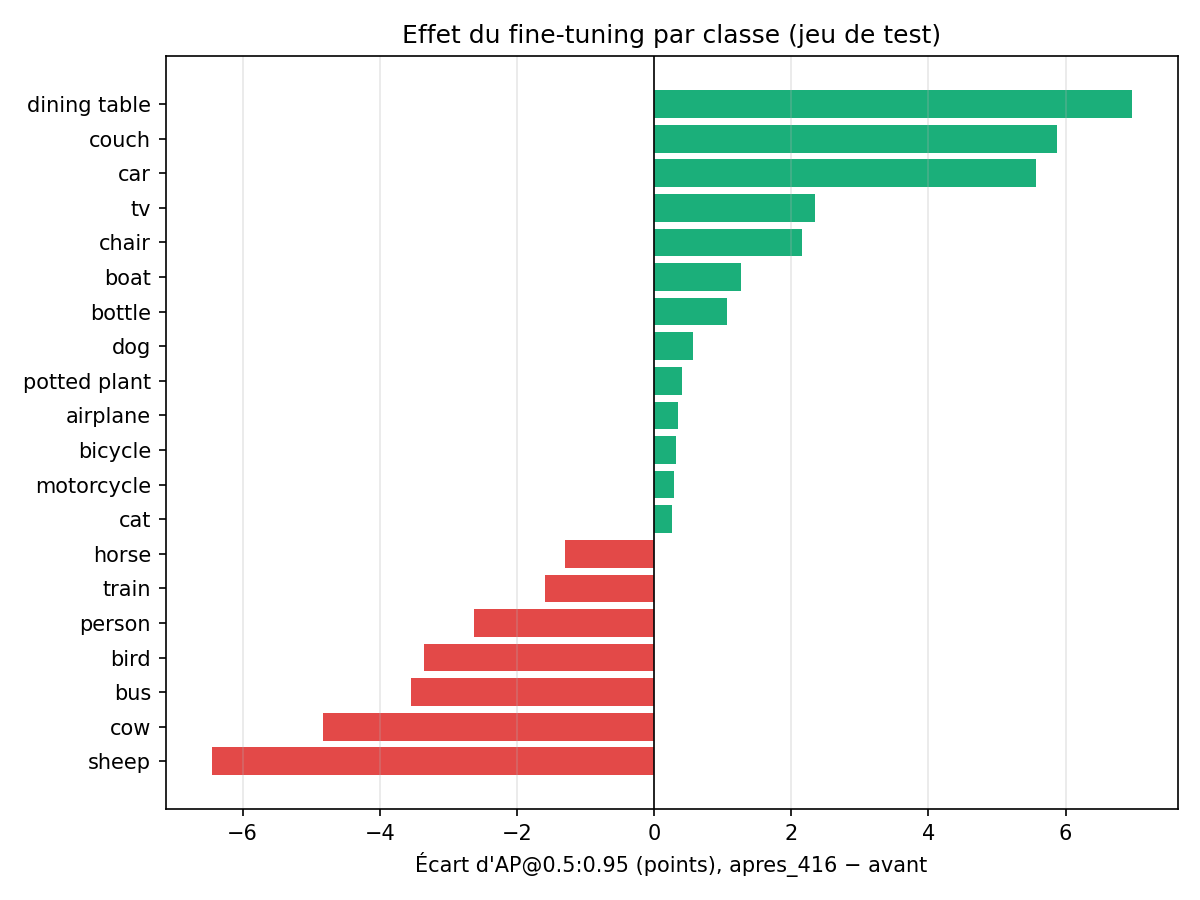 Effet du fine-tuning par classe (jeu de test)
dining table
couch
car
tv
chair
boat
bottle
dog
potted plant
airplane
bicycle
motorcycle
cat
horse
train
person
bird
bus
cow
sheep
−6 −4 −2 0 2 4 6
Écart d'AP@0.5:0.95 (points), apres_416 − avant